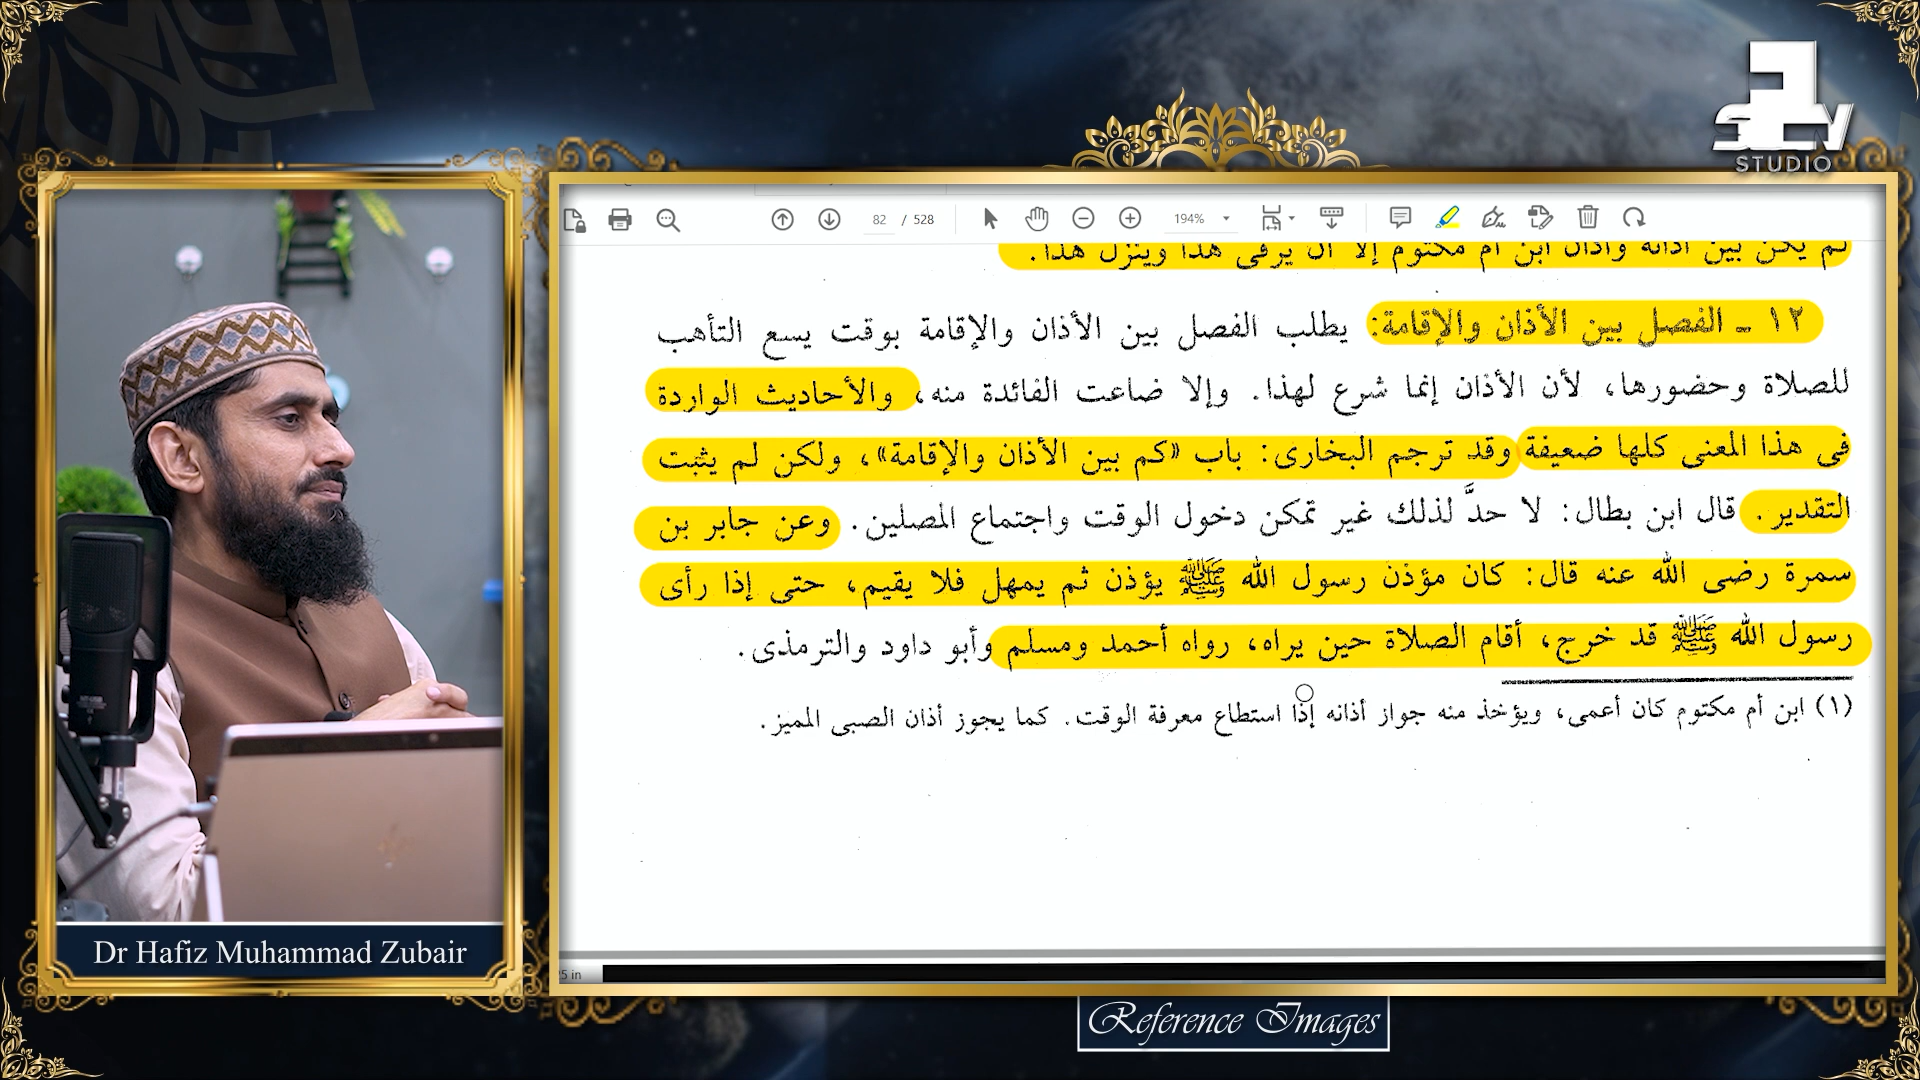 STUDIO
82 / 528
194%
لم يكن بين أذانه وأذان ابن أم مكتوم إلا أن يرقى هذا وينزل هذا.
١٢ ـ الفصل بين الأذان والإقامة: يطلب الفصل بين الأذان والإقامة بوقت يسع التأهب
للصلاة وحضورها، لأن الأذان إنما شرع لهذا. وإلا ضاعت الفائدة منه، والأحاديث الواردة
فى هذا المعنى كلها ضعيفة وقد ترجم البخارى: باب «كم بين الأذان والإقامة»، ولكن لم يثبت
التقدير. قال ابن بطال: لا حدَّ لذلك غير تمكن دخول الوقت واجتماع المصلين. وعن جابر بن
سمرة رضى الله عنه قال: كان مؤذن رسول الله ﷺ يؤذن ثم يمهل فلا يقيم، حتى إذا رأى
رسول الله ﷺ قد خرج، أقام الصلاة حين يراه، رواه أحمد ومسلم وأبو داود والترمذى.
(١) ابن أم مكتوم كان أعمى، ويؤخذ منه جواز أذانه إذا استطاع معرفة الوقت. كما يجوز أذان الصبى المميز.
5 in
Dr Hafiz Muhammad Zubair
Reference Images